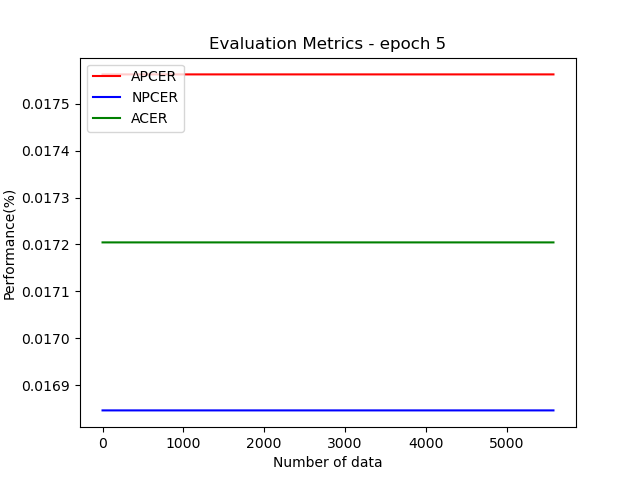 Evaluation Metrics - epoch 5
APCER
NPCER
ACER
0.0175
0.0174
0.0173
0.0172
0.0171
0.0170
0.0169
Performance(%)
0 1000 2000 3000 4000 5000
Number of data